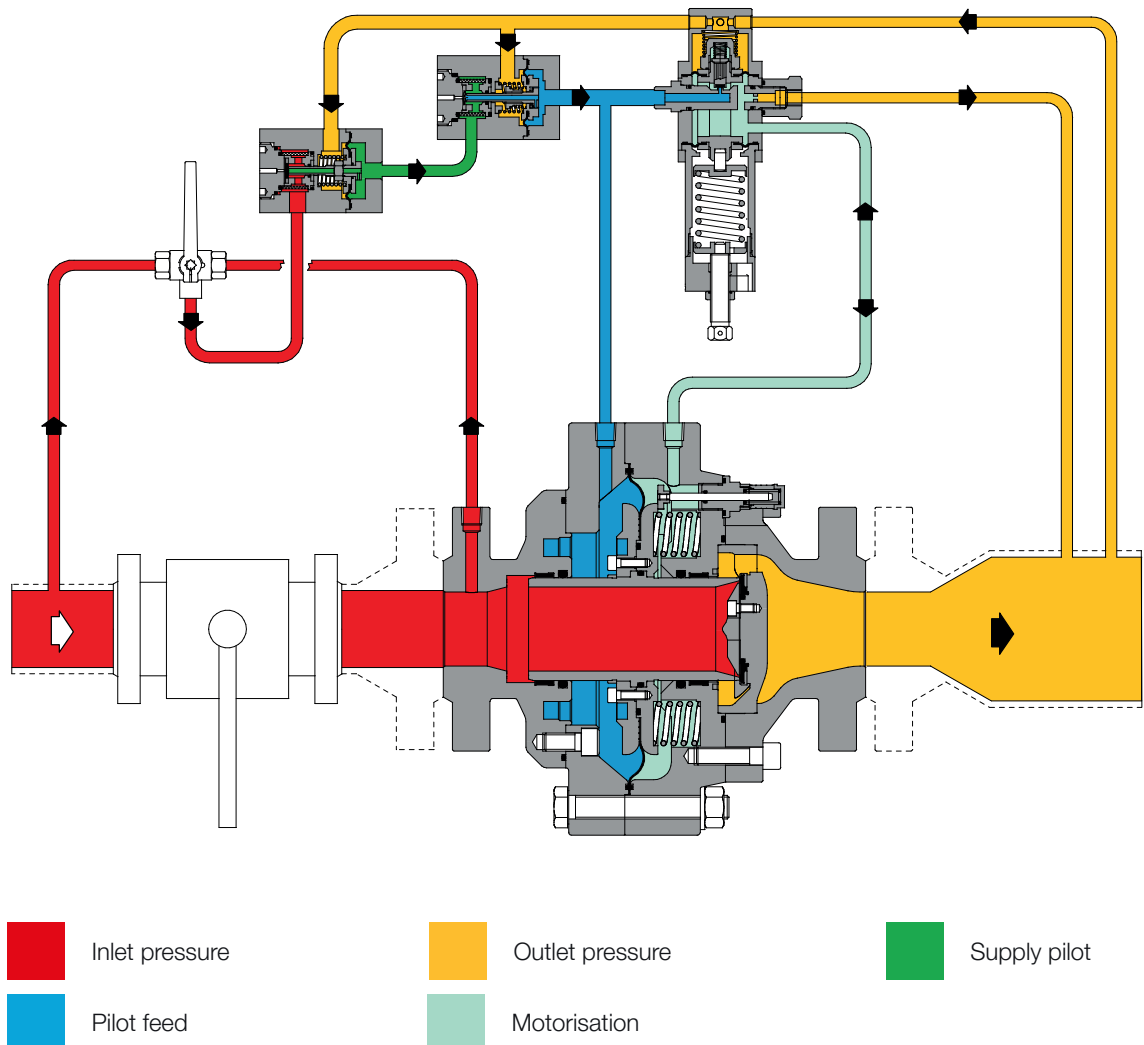 Inlet pressure
Outlet pressure
Supply pilot
Pilot feed
Motorisation